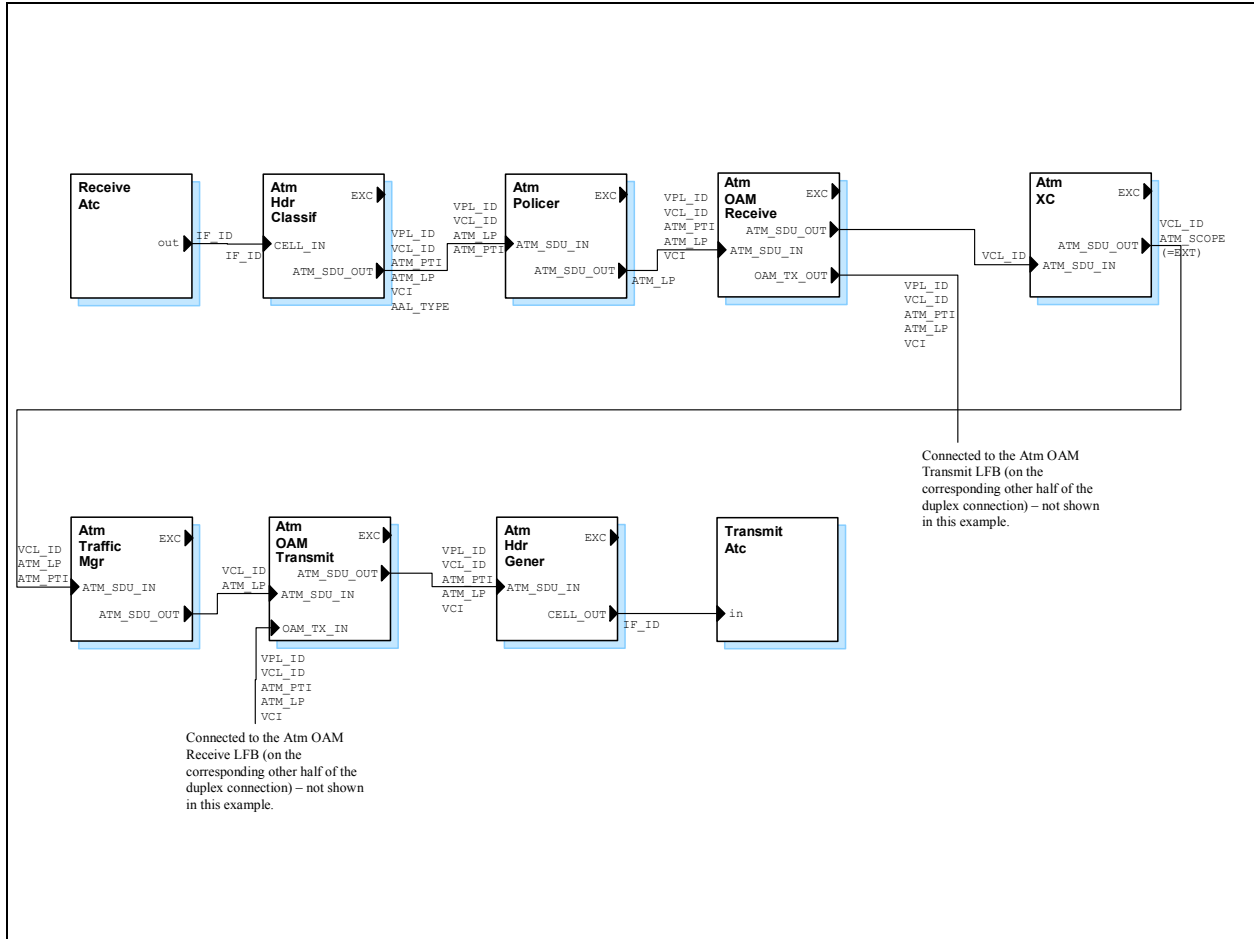 Receive
Atc
out
IF_ID
IF_ID
Atm
Hdr
Classif
EXC
CELL_IN
ATM_SDU_OUT
VPL_ID
VCL_ID
ATM_PTI
ATM_LP
VCI
AAL_TYPE
VPL_ID
VCL_ID
ATM_LP
ATM_PTI
Atm
Policer
EXC
ATM_SDU_IN
ATM_SDU_OUT
ATM_LP
VPL_ID
VCL_ID
ATM_PTI
ATM_LP
VCI
Atm
OAM
Receive
EXC
ATM_SDU_OUT
ATM_SDU_IN
OAM_TX_OUT
VPL_ID
VCL_ID
ATM_PTI
ATM_LP
VCI
VCL_ID
Atm
XC
EXC
ATM_SDU_OUT
ATM_SDU_IN
VCL_ID
ATM_SCOPE
(=EXT)
Connected to the Atm OAM
Transmit LFB (on the
corresponding other half of the
duplex connection) – not shown
in this example.
VCL_ID
ATM_LP
ATM_PTI
Atm
Traffic
Mgr
EXC
ATM_SDU_IN
ATM_SDU_OUT
VCL_ID
ATM_LP
Atm
OAM
Transmit
EXC
ATM_SDU_OUT
ATM_SDU_IN
OAM_TX_IN
VPL_ID
VCL_ID
ATM_PTI
ATM_LP
VCI
VPL_ID
VCL_ID
ATM_PTI
ATM_LP
VCI
Atm
Hdr
Gener
EXC
ATM_SDU_IN
CELL_OUT
IF_ID
Transmit
Atc
in
Connected to the Atm OAM
Receive LFB (on the
corresponding other half of the
duplex connection) – not shown
in this example.